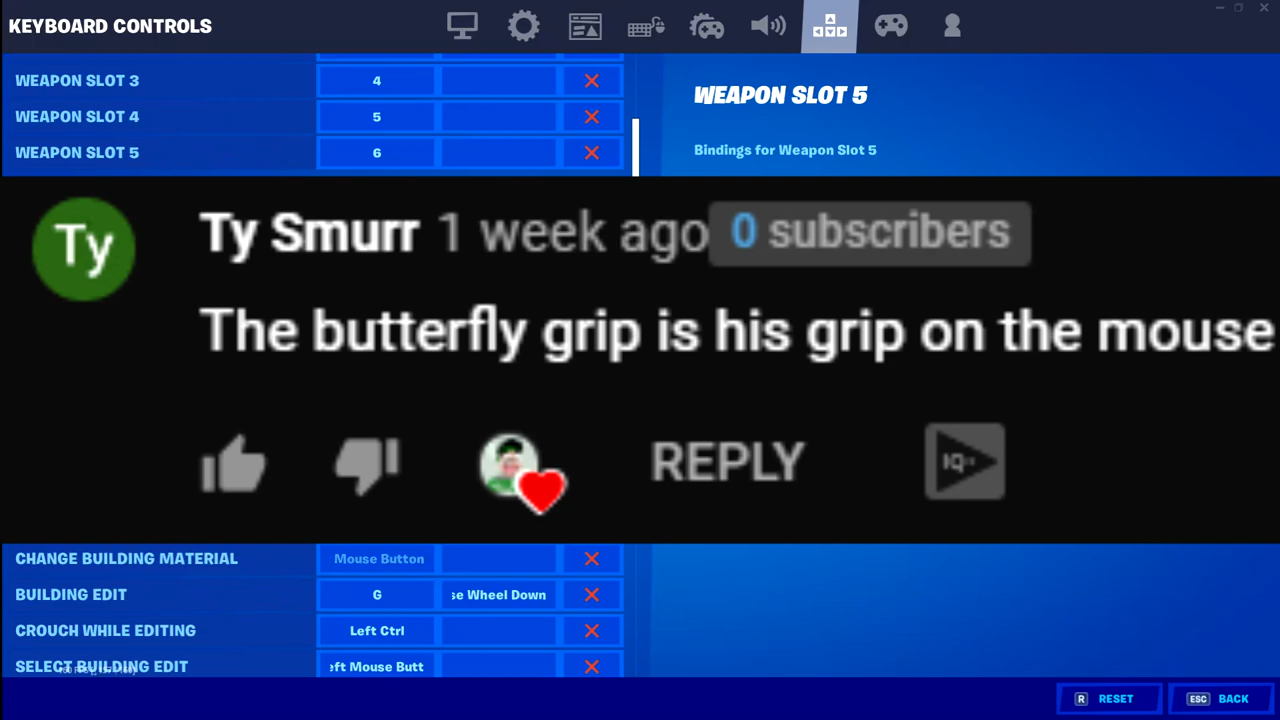 KEYBOARD CONTROLS
WEAPON SLOT 3 4
WEAPON SLOT 4 5
WEAPON SLOT 5 6
WEAPON SLOT 5
Bindings for Weapon Slot 5
Ty
Ty Smurr 1 week ago 0 subscribers
The butterfly grip is his grip on the mouse
REPLY
IQ
CHANGE BUILDING MATERIAL Mouse Button
BUILDING EDIT G se Wheel Down
CROUCH WHILE EDITING Left Ctrl
SELECT BUILDING EDIT eft Mouse Butt
R RESET
ESC BACK